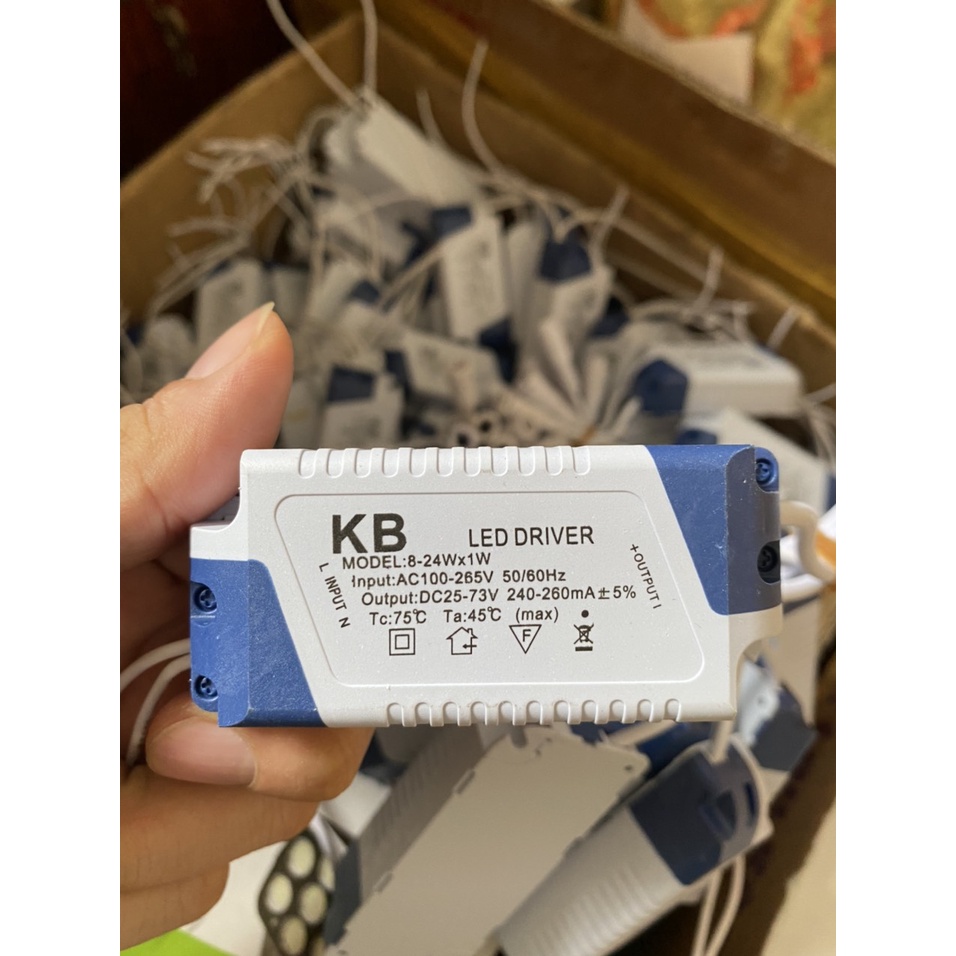 KB LED DRIVER
MODEL:8-24Wx1W
Input:AC100-265V 50/60Hz
Output:DC25-73V 240-260mA±5%
Tc:75℃ Ta:45℃ (max)
L INPUT N
+OUTPUT I
F